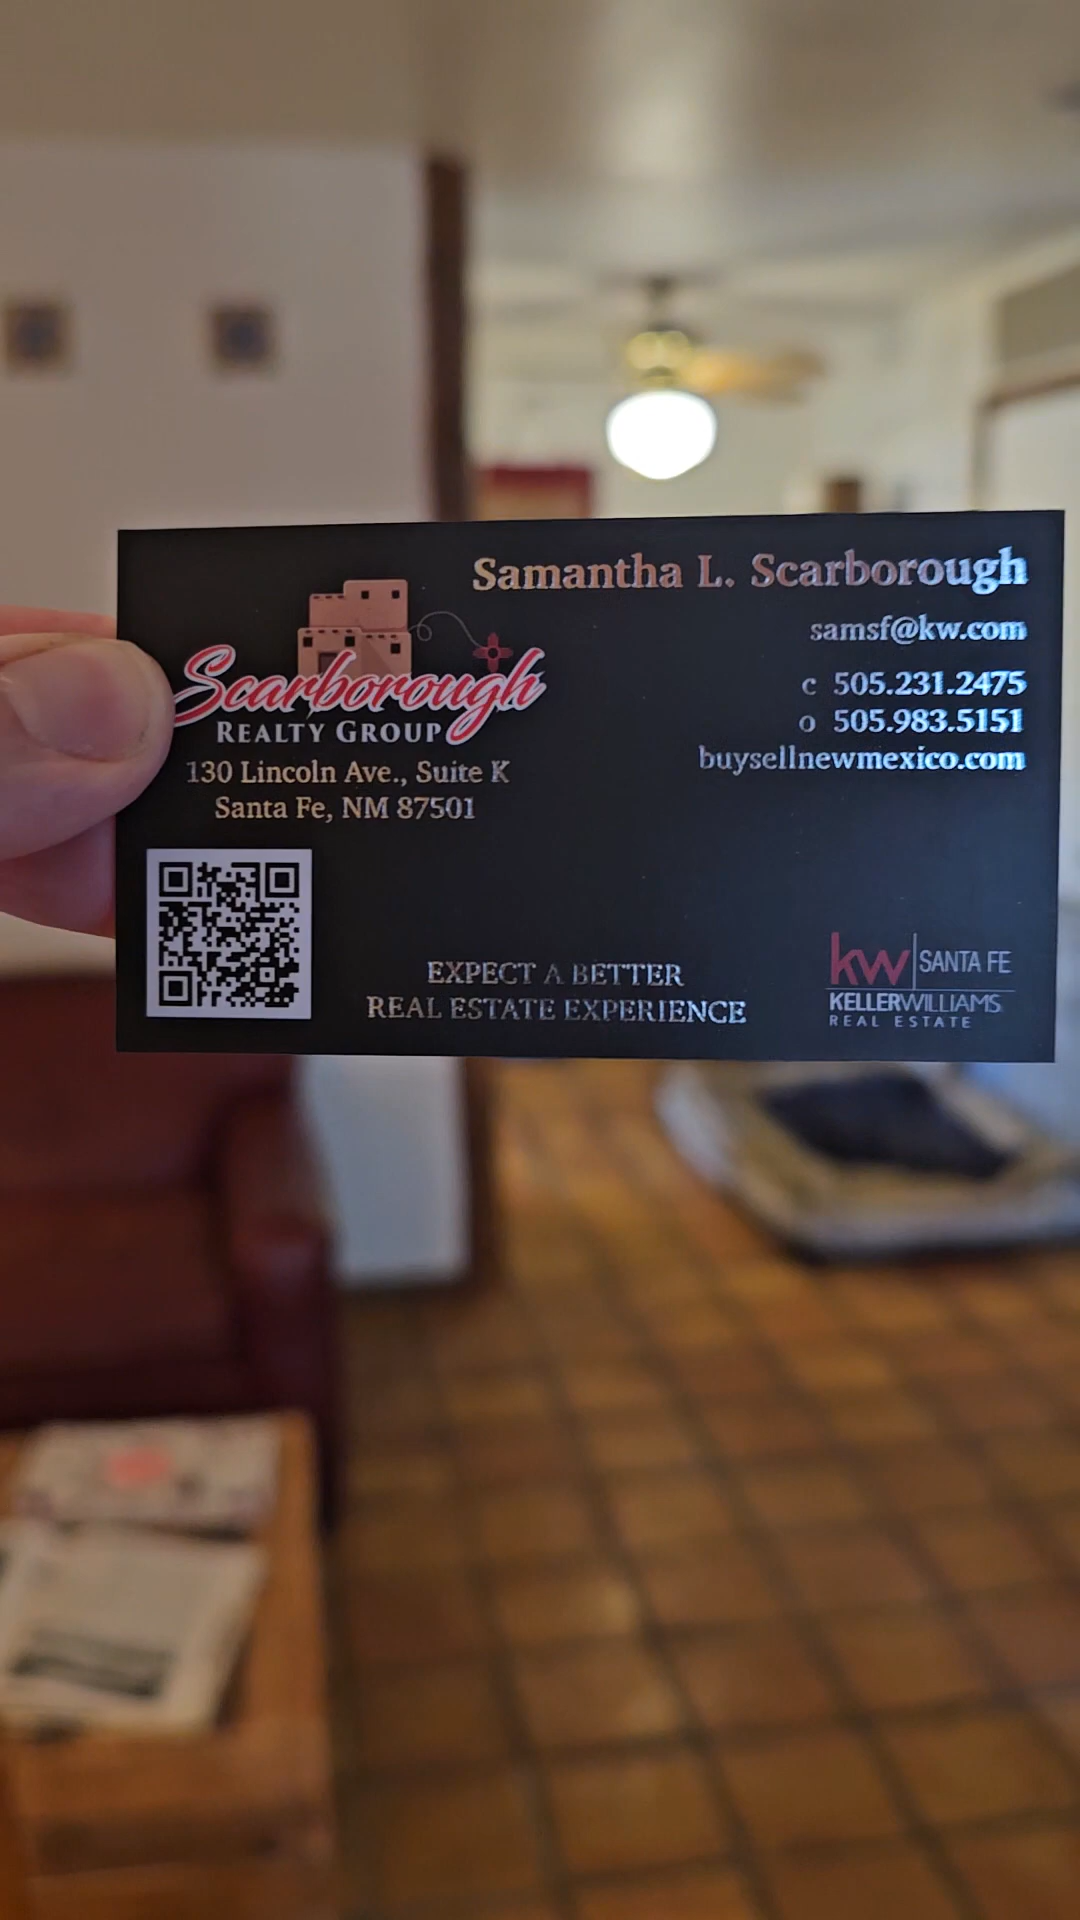 Samantha L. Scarborough
samsf@kw.com
c 505.231.2475
o 505.983.5151
buysellnewmexico.com
Scarborough
REALTY GROUP
130 Lincoln Ave., Suite K
Santa Fe, NM 87501
EXPECT A BETTER
REAL ESTATE EXPERIENCE
kw SANTA FE
KELLERWILLIAMS
REAL ESTATE